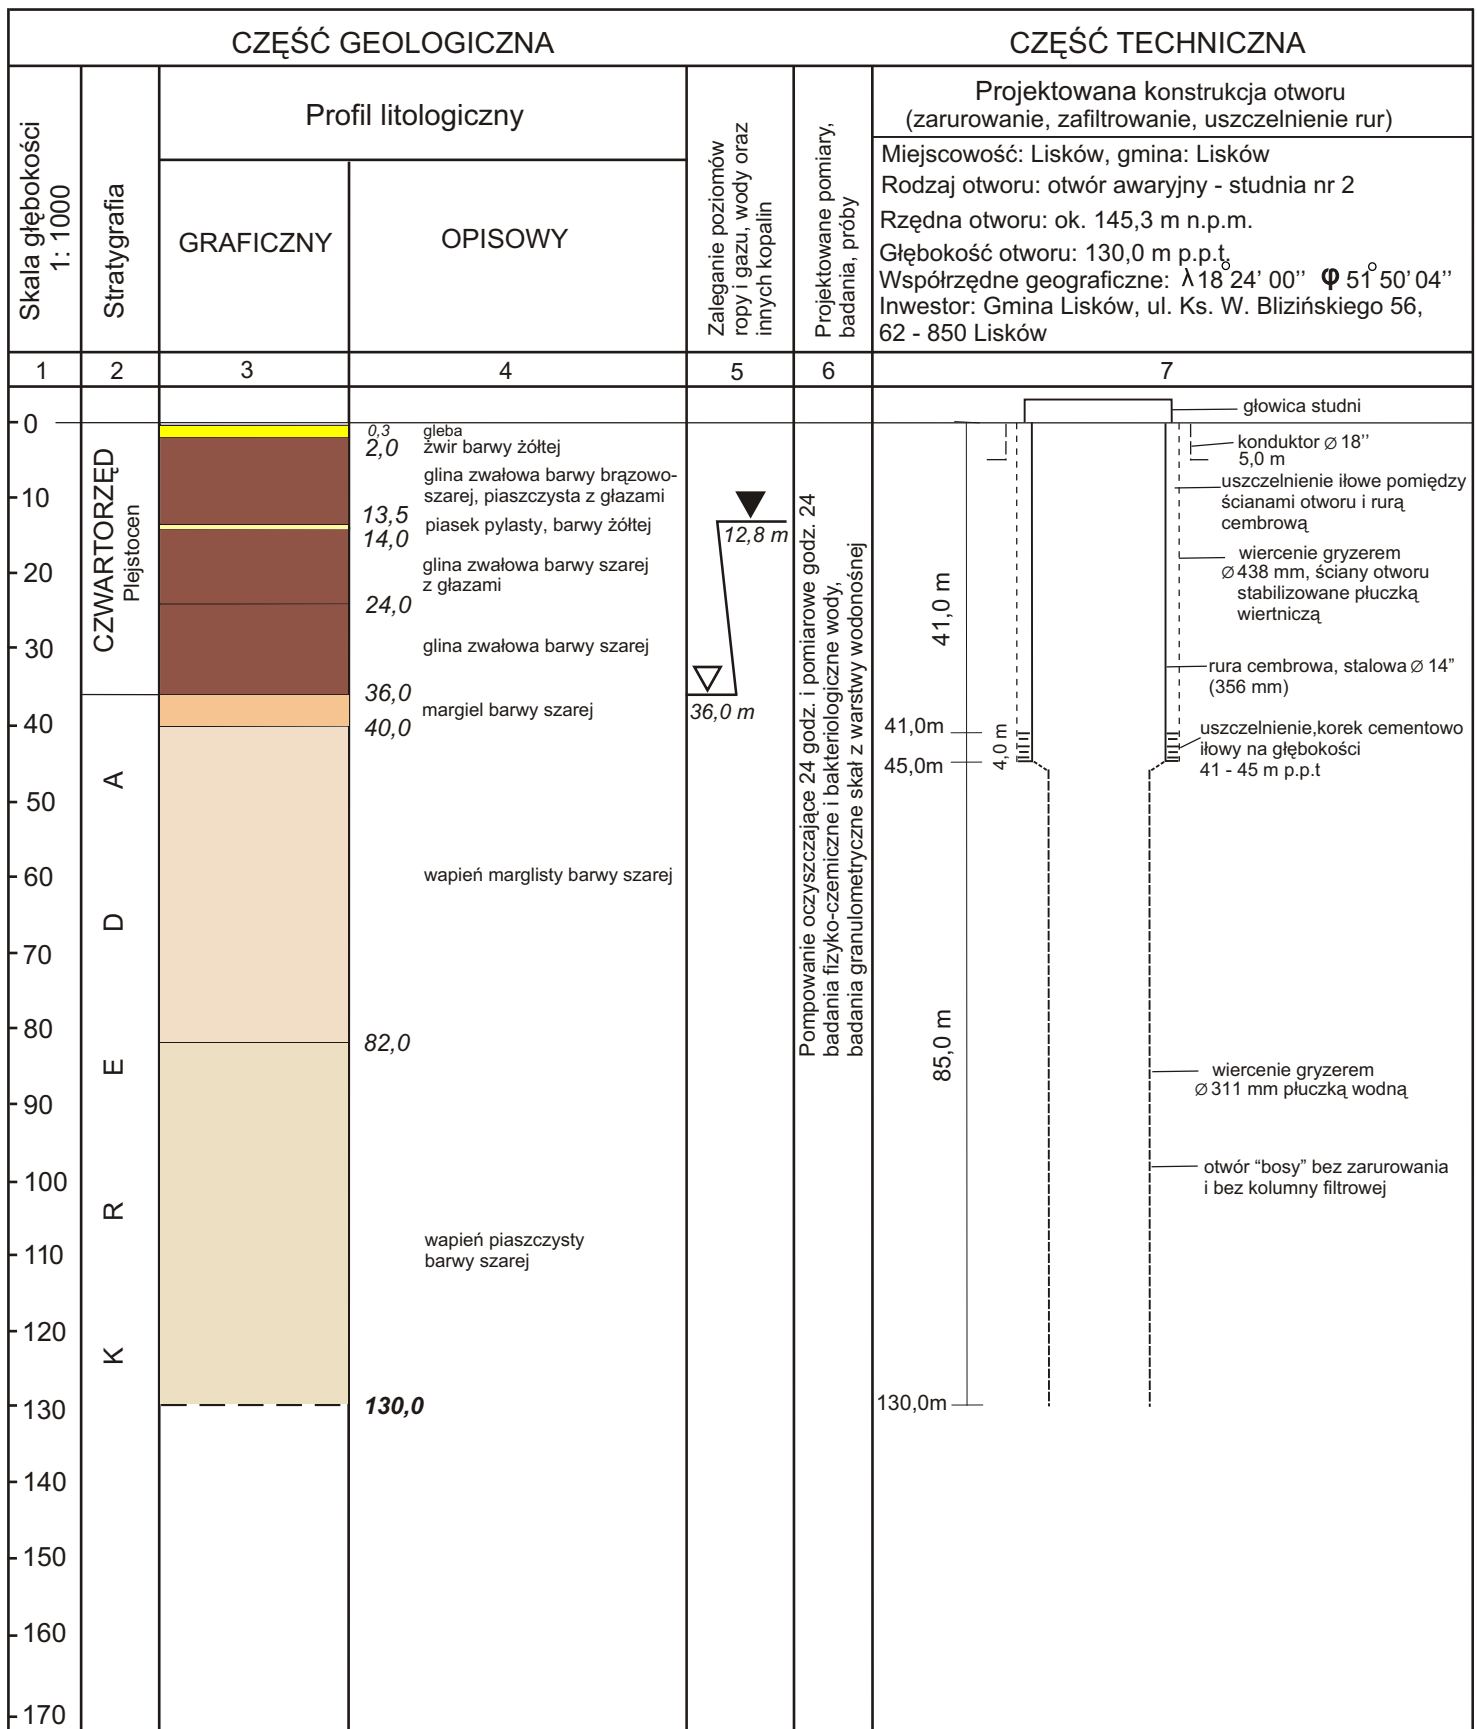 CZĘŚĆ GEOLOGICZNA
CZĘŚĆ TECHNICZNA
Skala głębokości
1: 1000
Stratygrafia
Profil litologiczny
GRAFICZNY
OPISOWY
Zaleganie poziomów
ropy i gazu, wody oraz
innych kopalin
Projektowane pomiary,
badania, próby
Projektowana konstrukcja otworu
(zarurowanie, zafiltrowanie, uszczelnienie rur)
Miejscowość: Lisków, gmina: Lisków
Rodzaj otworu: otwór awaryjny - studnia nr 2
Rzędna otworu: ok. 145,3 m n.p.m.
Głębokość otworu: 130,0 m p.p.t.
Współrzędne geograficzne: λ 18° 24' 00'' φ 51° 50' 04''
Inwestor: Gmina Lisków, ul. Ks. W. Blizińskiego 56,
62 - 850 Lisków
1
2
3
4
5
6
7
0
10
20
30
40
50
60
70
80
90
100
110
120
130
140
150
160
170
CZWARTORZĘD
Plejstocen
K R E D A
0,3 gleba
2,0 żwir barwy żółtej
glina zwałowa barwy brązowo-
szarej, piaszczysta z głazami
13,5
piasek pylasty, barwy żółtej
14,0
glina zwałowa barwy szarej
z głazami
24,0
glina zwałowa barwy szarej
36,0
margiel barwy szarej
40,0
wapień marglisty barwy szarej
82,0
wapień piaszczysty
barwy szarej
130,0
12,8 m
36,0 m
Pompowanie oczyszczające 24 godz. i pomiarowe godz. 24
badania fizyko-czemiczne i bakteriologiczne wody,
badania granulometryczne skał z warstwy wodonośnej
41,0 m
41,0m
4,0 m
45,0m
85,0 m
130,0m
głowica studni
konduktor ∅ 18''
5,0 m
uszczelnienie iłowe pomiędzy
ścianami otworu i rurą
cembrową
wiercenie gryzerem
∅ 438 mm, ściany otworu
stabilizowane płuczką
wiertniczą
rura cembrowa, stalowa ∅ 14”
(356 mm)
uszczelnienie,korek cementowo
iłowy na głębokości
41 - 45 m p.p.t
wiercenie gryzerem
∅ 311 mm płuczką wodną
otwór “bosy” bez zarurowania
i bez kolumny filtrowej